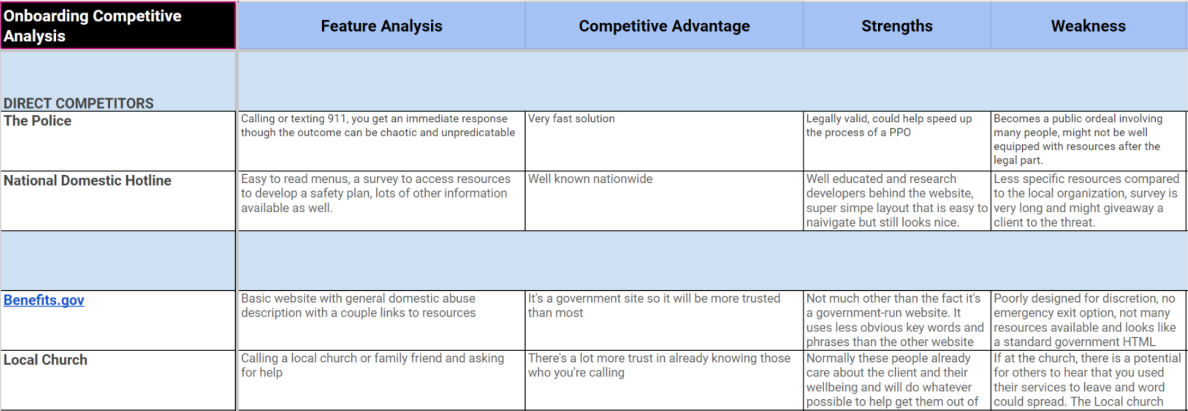 Onboarding Competitive
Analysis
Feature Analysis
Competitive Advantage
Strengths
Weakness
DIRECT COMPETITORS
The Police
Calling or texting 911, you get an immediate response
though the outcome can be chaotic and unpredicatable
Very fast solution
Legally valid, could help speed up
the process of a PPO
Becomes a public ordeal involving
many people, might not be well
equipped with resources after the
legal part.
National Domestic Hotline
Easy to read menus, a survey to access resources
to develop a safety plan, lots of other information
available as well.
Well known nationwide
Well educated and research
developers behind the website,
super simpe layout that is easy to
naivigate but still looks nice.
Less specific resources compared
to the local organization, survey is
very long and might giveaway a
client to the threat.
Benefits.gov
Basic website with general domestic abuse
description with a couple links to resources
It's a government site so it will be more trusted
than most
Not much other than the fact it's
a government-run website. It
uses less obvious key words and
phrases than the other website
Poorly designed for discretion, no
emergency exit option, not many
resources available and looks like
a standard government HTML
Local Church
Calling a local church or family friend and asking
for help
There's a lot more trust in already knowing those
who you're calling
Normally these people already
care about the client and their
wellbeing and will do whatever
possible to help get them out of
If at the church, there is a potential
for others to hear that you used
their services to leave and word
could spread. The Local church